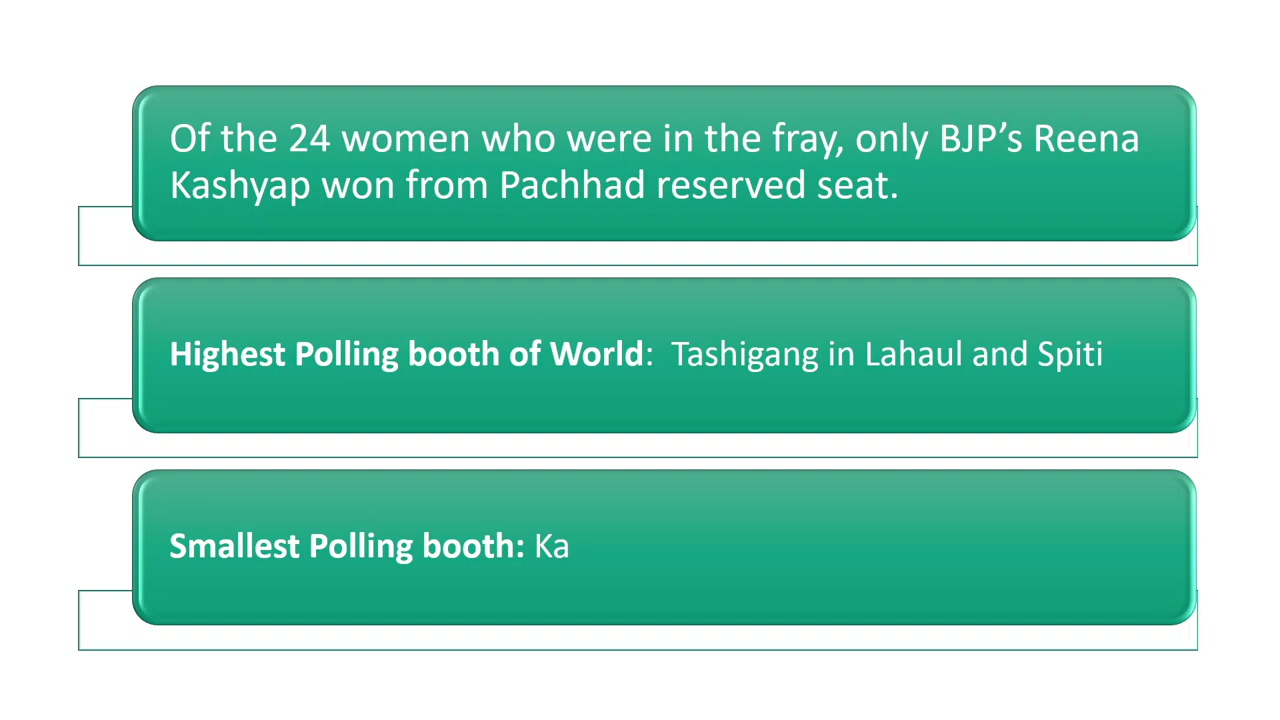 Of the 24 women who were in the fray, only BJP’s Reena
Kashyap won from Pachhad reserved seat.
Highest Polling booth of World:  Tashigang in Lahaul and Spiti
Smallest Polling booth: Ka